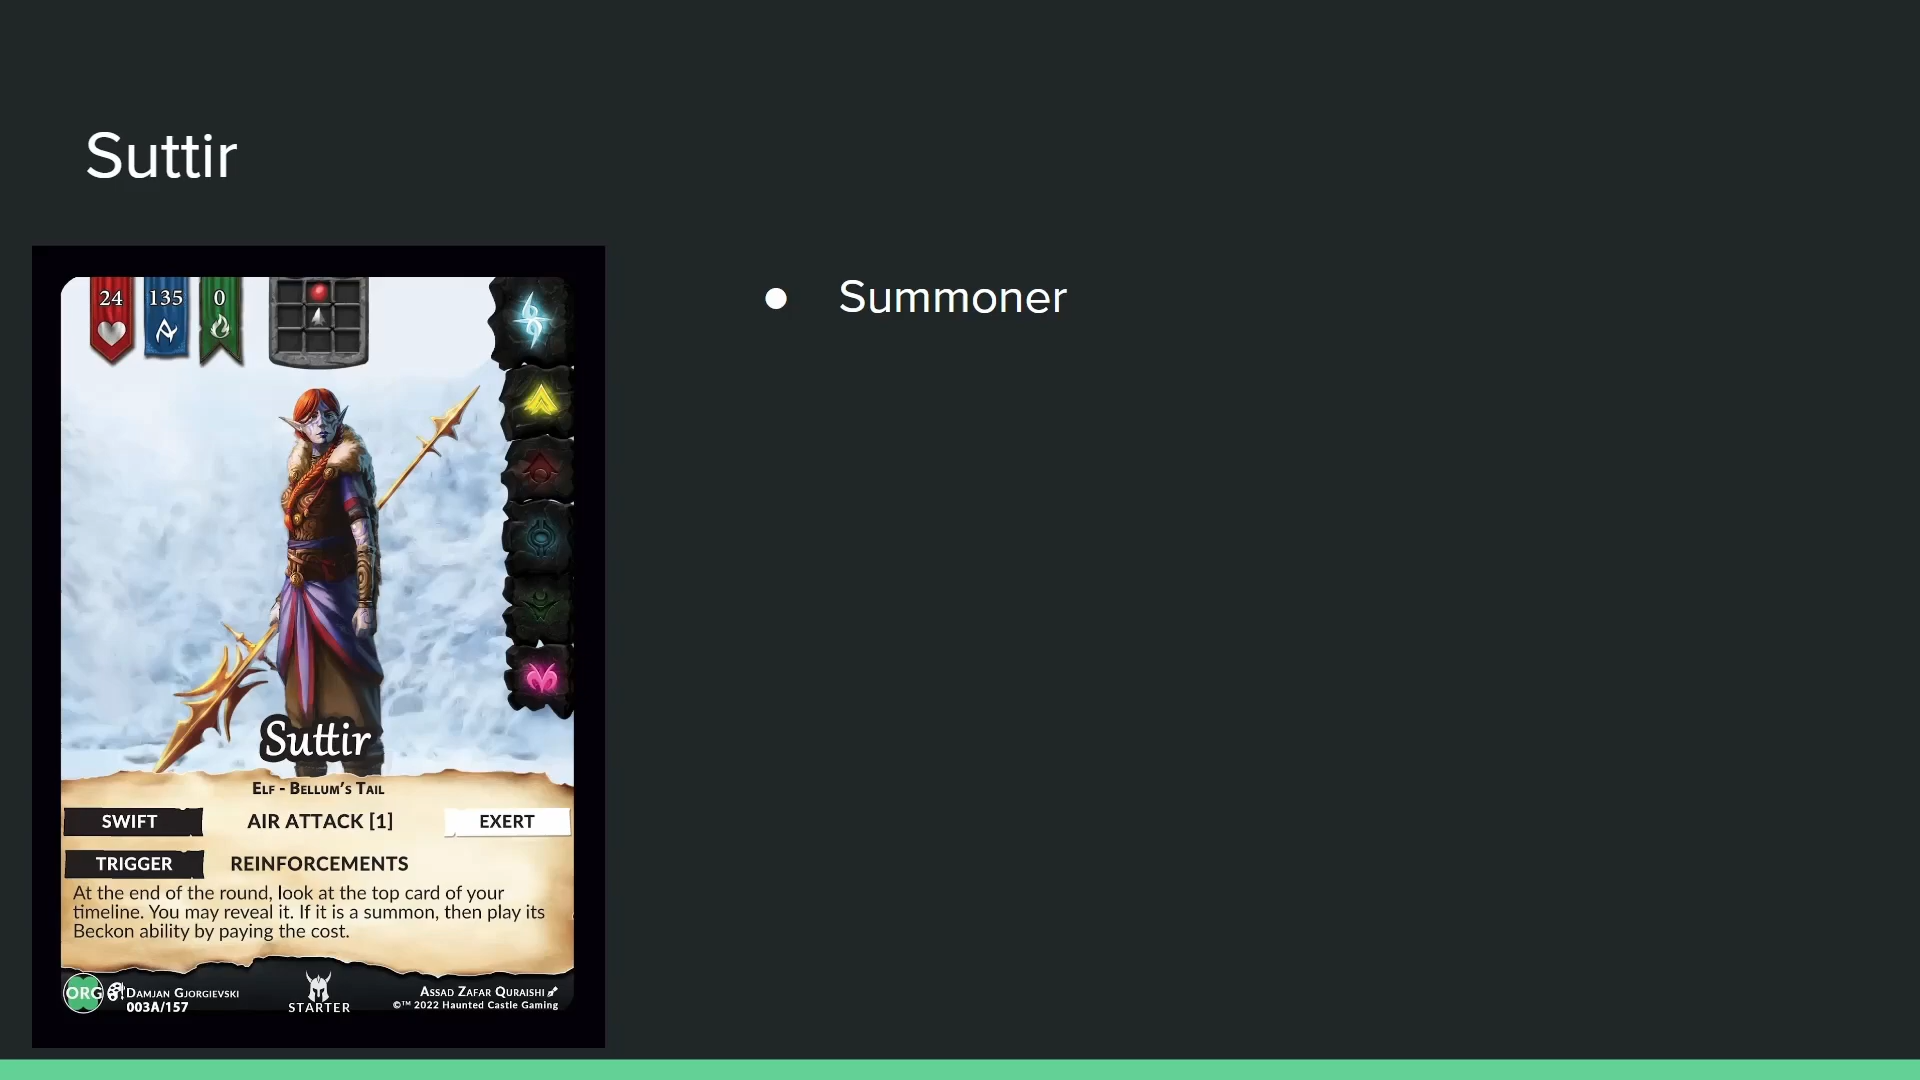 Suttir
● Summoner
24 135 0
Suttir
Elf - Bellum's Tail
SWIFT AIR ATTACK [1] EXERT
TRIGGER REINFORCEMENTS
At the end of the round, look at the top card of your
timeline. You may reveal it. If it is a summon, then play its
Beckon ability by paying the cost.
ORG Damjan Gjorgievski
003A/157
STARTER
Assad Zafar Quraishi
©™ 2022 Haunted Castle Gaming